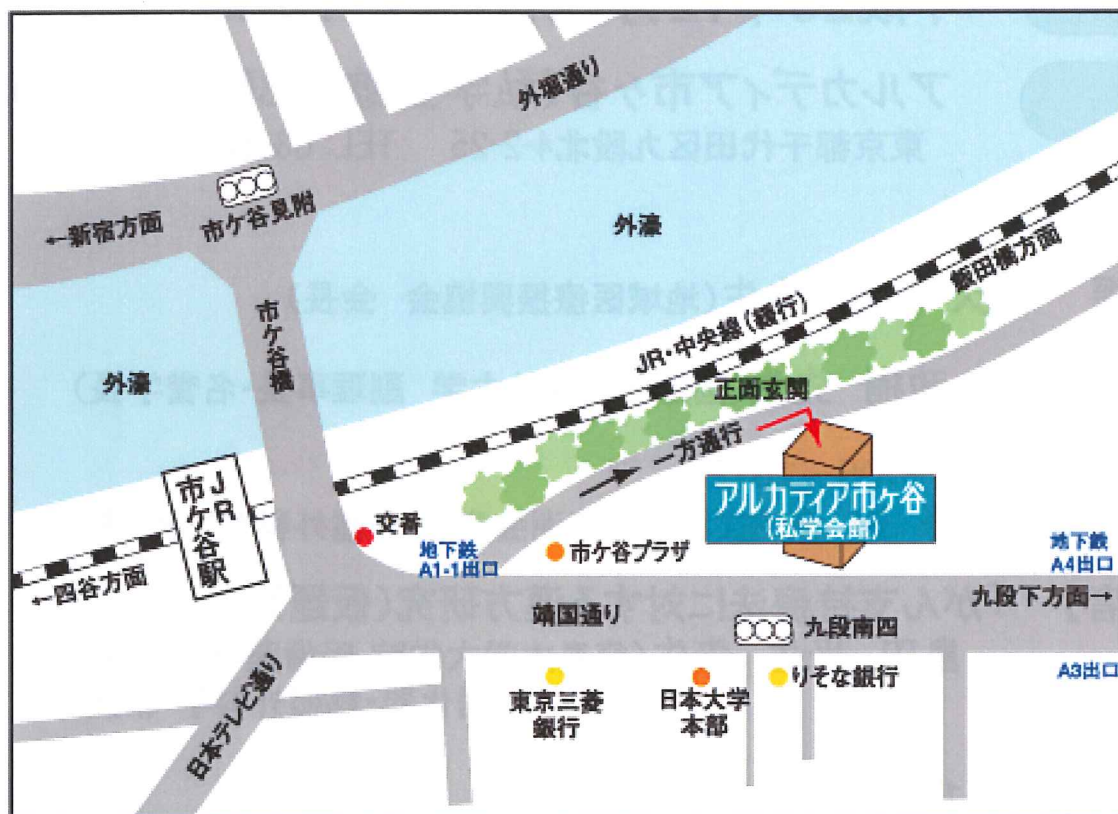 外堀通り
←新宿方面
市ケ谷見附
外濠
飯田橋方面
市ケ谷橋
外濠
JR・中央線(緩行)
正面玄関
一方通行
JR
市ケ谷駅
アルカディア市ヶ谷
(私学会館)
交番
地下鉄
A1-1出口
市ケ谷プラザ
地下鉄
A4出口
←四谷方面
靖国通り
九段下方面→
九段南四
A3出口
東京三菱
銀行
日本大学
本部
りそな銀行
日本テレビ通り